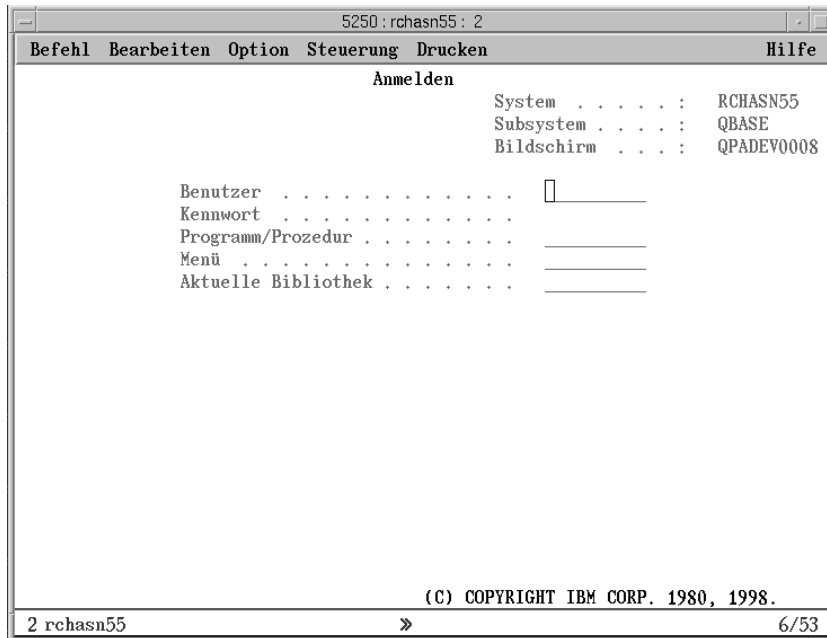 5250 : rchasn55 : 2
Befehl Bearbeiten Option Steuerung Drucken Hilfe
Anmelden
System . . . . . : RCHASN55
Subsystem . . . . : QBASE
Bildschirm . . . : QPADEV0008
Benutzer . . . . . . . . . . . .
Kennwort . . . . . . . . . . . .
Programm/Prozedur . . . . . . . .
Menü . . . . . . . . . . . . . .
Aktuelle Bibliothek . . . . . . .
(C) COPYRIGHT IBM CORP. 1980, 1998.
2 rchasn55 » 6/53